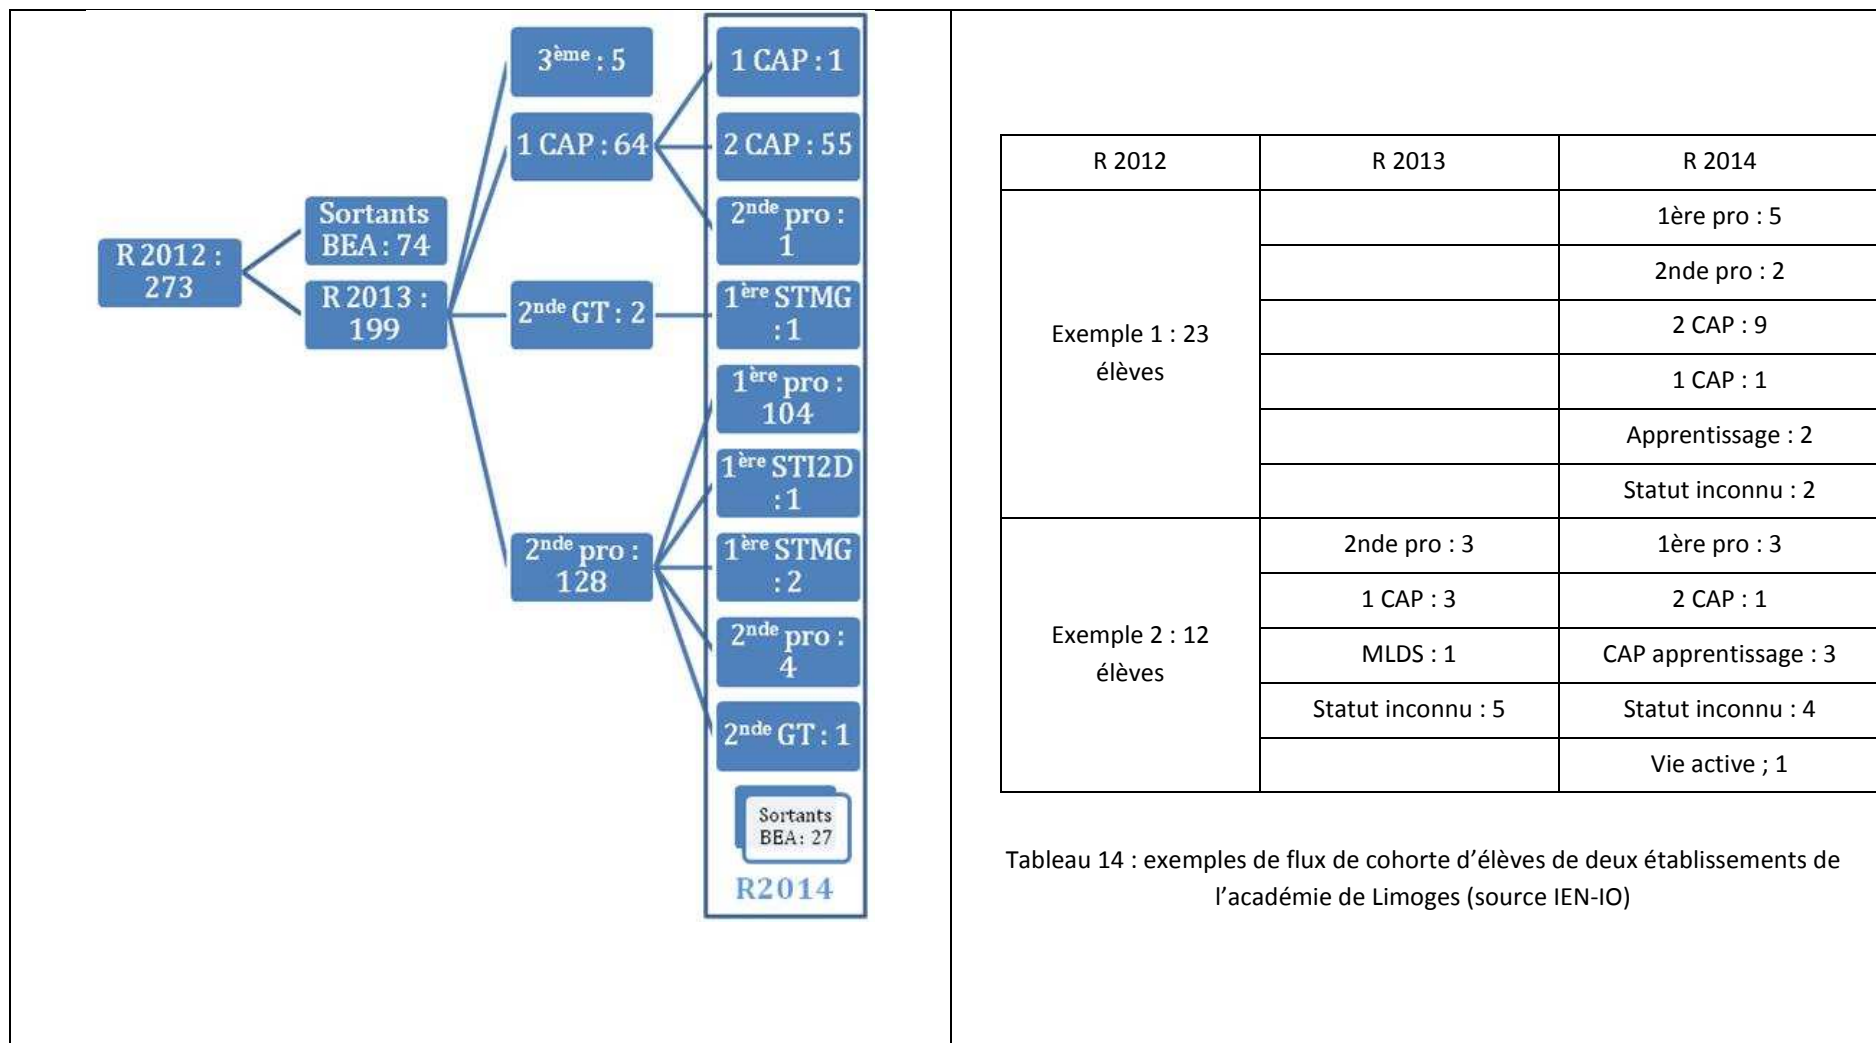 R 2012 :
273
Sortants
BEA : 74
R 2013 :
199
3ème : 5
1 CAP : 64
2nde GT : 2
2nde pro :
128
1 CAP : 1
2 CAP : 55
2nde pro :
1
1ère STMG
: 1
1ère pro :
104
1ère STI2D
: 1
1ère STMG
: 2
2nde pro :
4
2nde GT : 1
Sortants
BEA: 27
R2014
R 2012 R 2013 R 2014
Exemple 1 : 23
élèves
1ère pro : 5
2nde pro : 2
2 CAP : 9
1 CAP : 1
Apprentissage : 2
Statut inconnu : 2
Exemple 2 : 12
élèves
2nde pro : 3 1ère pro : 3
1 CAP : 3 2 CAP : 1
MLDS : 1 CAP apprentissage : 3
Statut inconnu : 5 Statut inconnu : 4
Vie active ; 1
Tableau 14 : exemples de flux de cohorte d’élèves de deux établissements de
l’académie de Limoges (source IEN-IO)